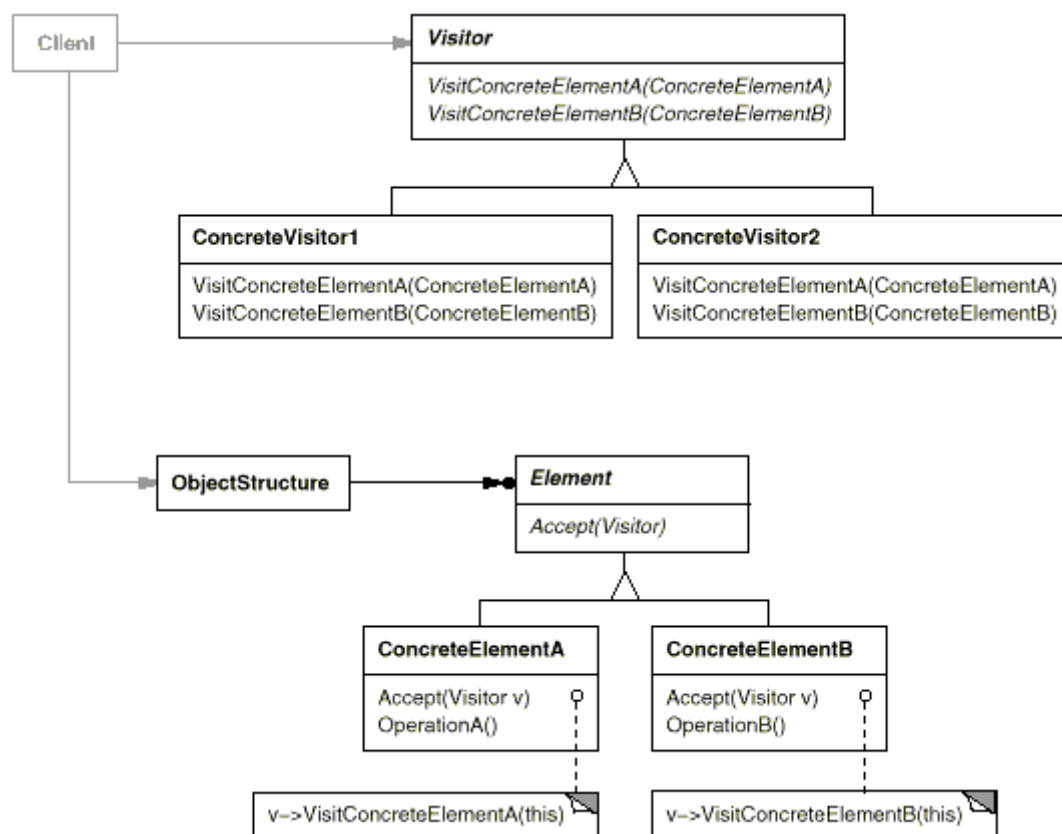 Client
Visitor
VisitConcreteElementA(ConcreteElementA)
VisitConcreteElementB(ConcreteElementB)
ConcreteVisitor1
VisitConcreteElementA(ConcreteElementA)
VisitConcreteElementB(ConcreteElementB)
ConcreteVisitor2
VisitConcreteElementA(ConcreteElementA)
VisitConcreteElementB(ConcreteElementB)
ObjectStructure
Element
Accept(Visitor)
ConcreteElementA
Accept(Visitor v)
OperationA()
ConcreteElementB
Accept(Visitor v)
OperationB()
v->VisitConcreteElementA(this)
v->VisitConcreteElementB(this)